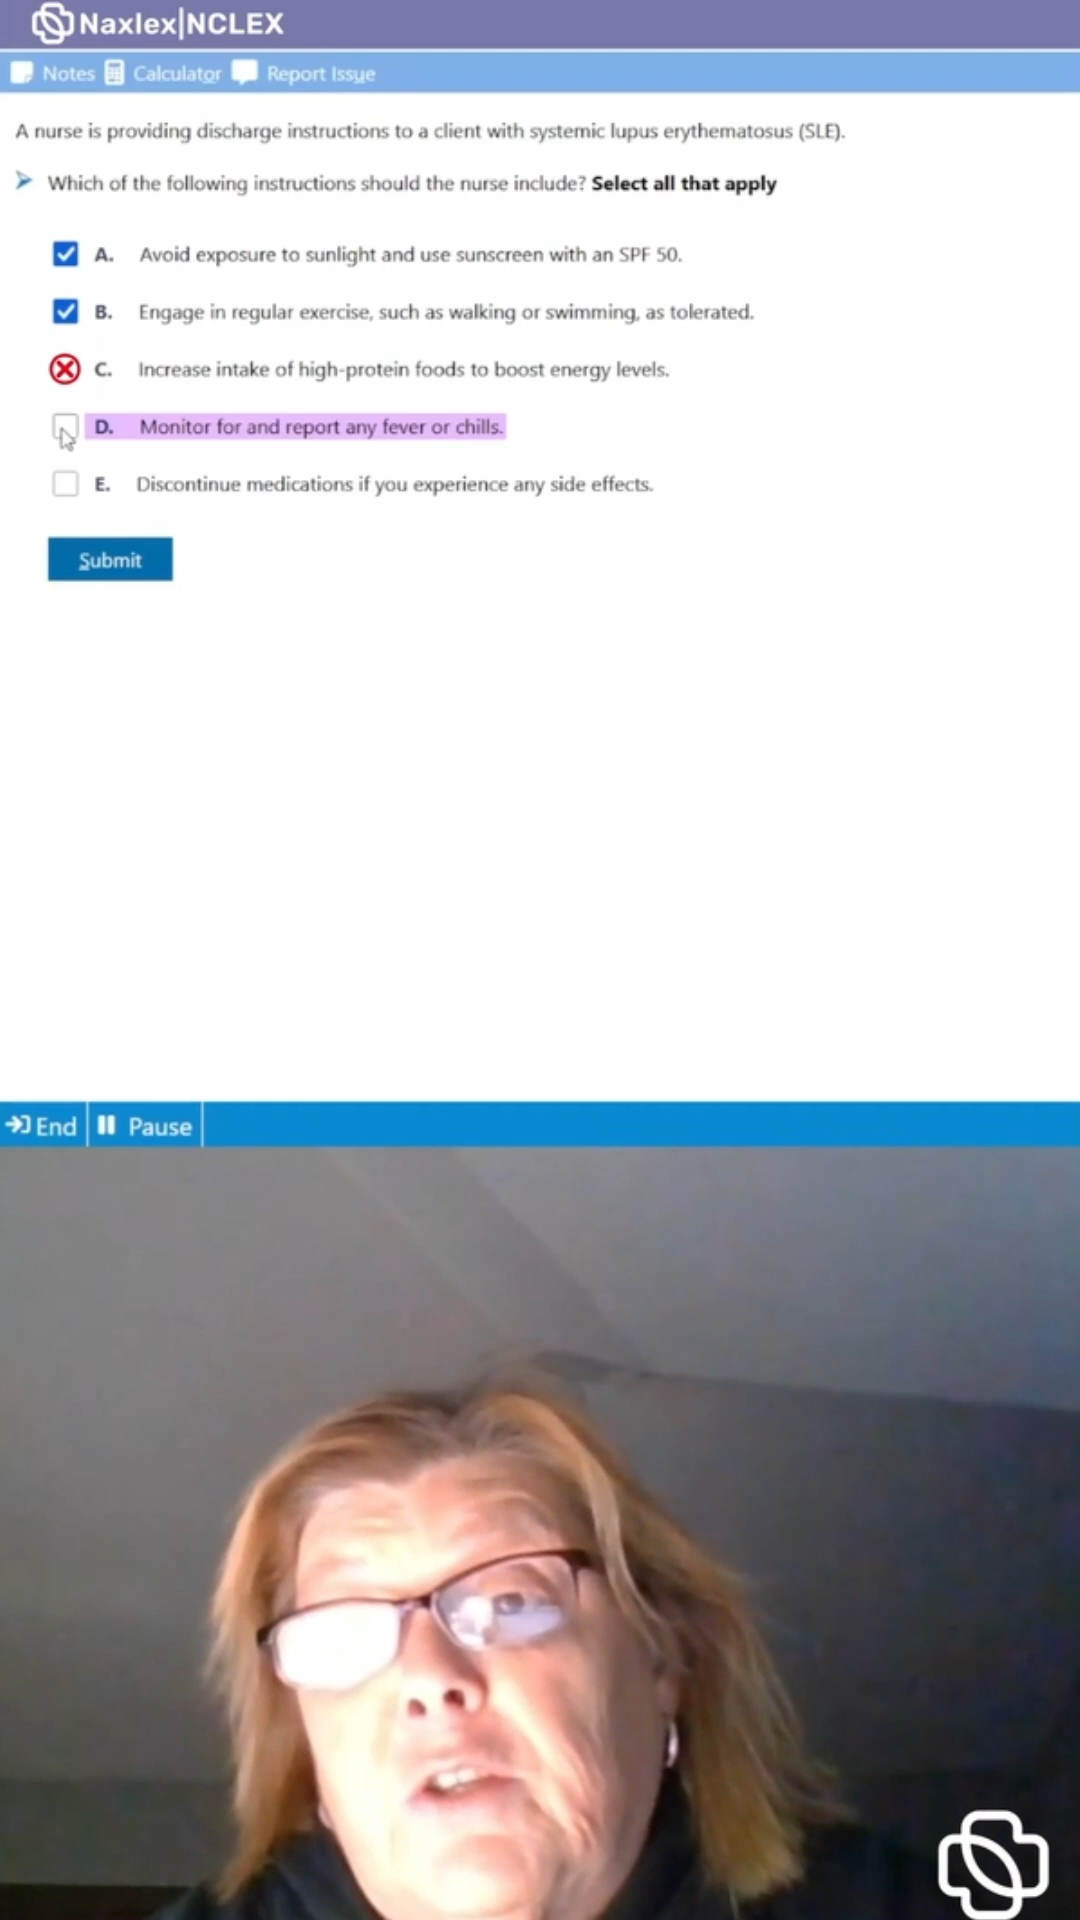 Naxlex|NCLEX
Notes Calculator Report Issue
A nurse is providing discharge instructions to a client with systemic lupus erythematosus (SLE).
Which of the following instructions should the nurse include? Select all that apply
A. Avoid exposure to sunlight and use sunscreen with an SPF 50.
B. Engage in regular exercise, such as walking or swimming, as tolerated.
C. Increase intake of high-protein foods to boost energy levels.
D. Monitor for and report any fever or chills.
E. Discontinue medications if you experience any side effects.
Submit
End Pause